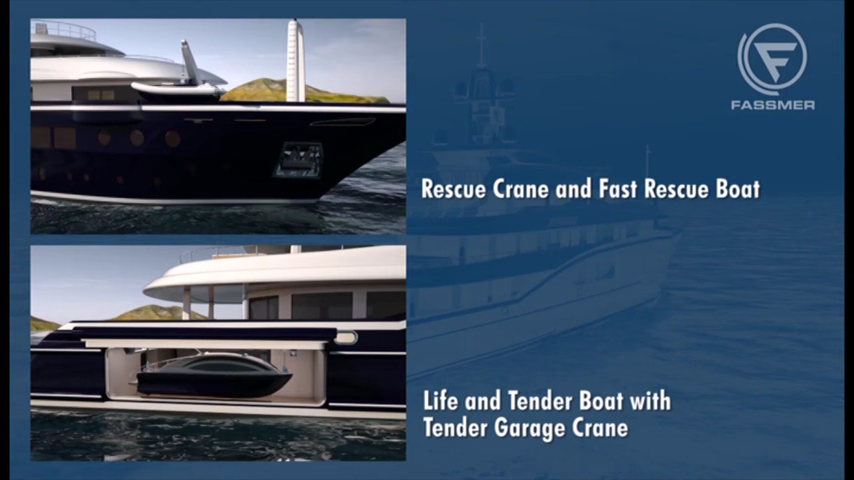 FASSMER
Rescue Crane and Fast Rescue Boat
Life and Tender Boat with
Tender Garage Crane